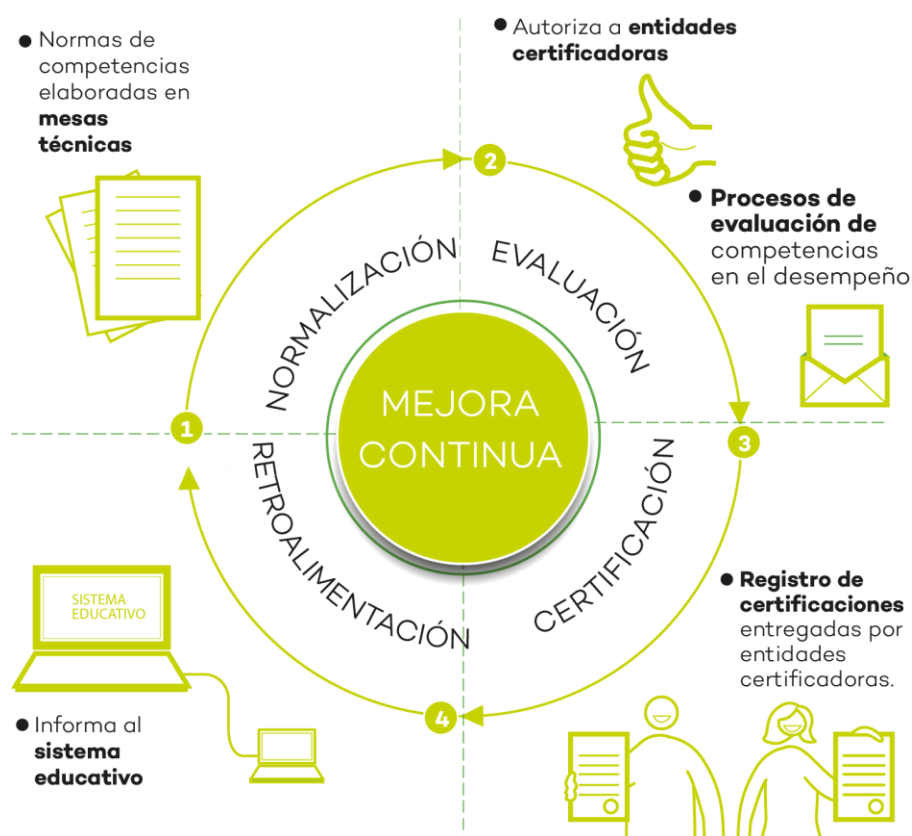 ● Normas de
competencias
elaboradas en
mesas
técnicas
● Autoriza a entidades
certificadoras
● Procesos de
evaluación de
competencias
en el desempeño
1
2
3
4
NORMALIZACIÓN
EVALUACIÓN
CERTIFICACIÓN
RETROALIMENTACIÓN
MEJORA
CONTINUA
● Registro de
certificaciones
entregadas por
entidades
certificadoras.
SISTEMA
EDUCATIVO
● Informa al
sistema
educativo